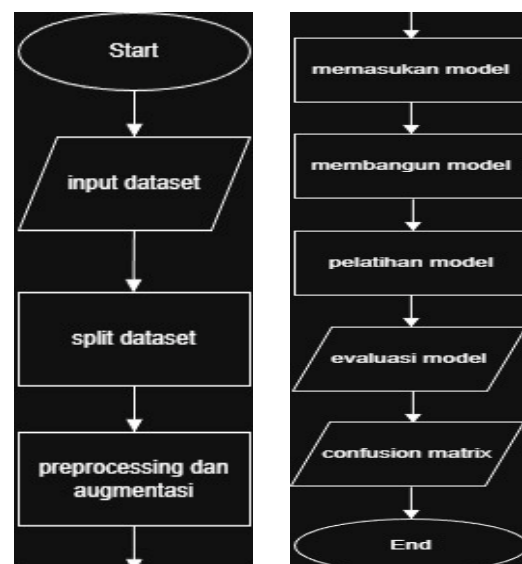 Start
input dataset
split dataset
preprocessing dan
augmentasi
memasukan model
membangun model
pelatihan model
evaluasi model
confusion matrix
End